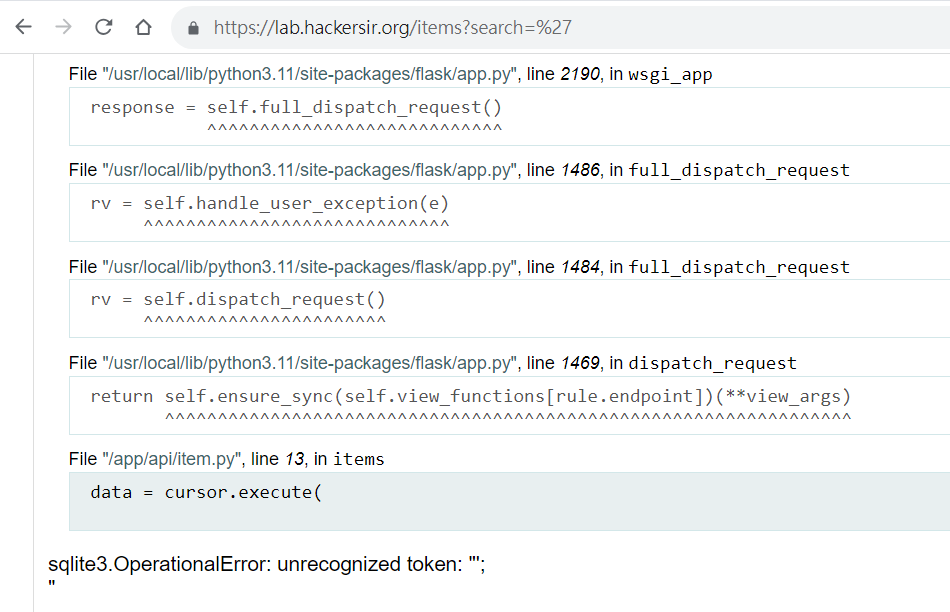 https://lab.hackersir.org/items?search=%27
File "/usr/local/lib/python3.11/site-packages/flask/app.py", line 2190, in wsgi_app
response = self.full_dispatch_request()
^^^^^^^^^^^^^^^^^^^^^^^^^^^^
File "/usr/local/lib/python3.11/site-packages/flask/app.py", line 1486, in full_dispatch_request
rv = self.handle_user_exception(e)
^^^^^^^^^^^^^^^^^^^^^^^^^^^^^
File "/usr/local/lib/python3.11/site-packages/flask/app.py", line 1484, in full_dispatch_request
rv = self.dispatch_request()
^^^^^^^^^^^^^^^^^^^^^^^
File "/usr/local/lib/python3.11/site-packages/flask/app.py", line 1469, in dispatch_request
return self.ensure_sync(self.view_functions[rule.endpoint])(**view_args)
^^^^^^^^^^^^^^^^^^^^^^^^^^^^^^^^^^^^^^^^^^^^^^^^^^^^^^^^^^^^^^^^^
File "/app/api/item.py", line 13, in items
data = cursor.execute(
sqlite3.OperationalError: unrecognized token: "';
"